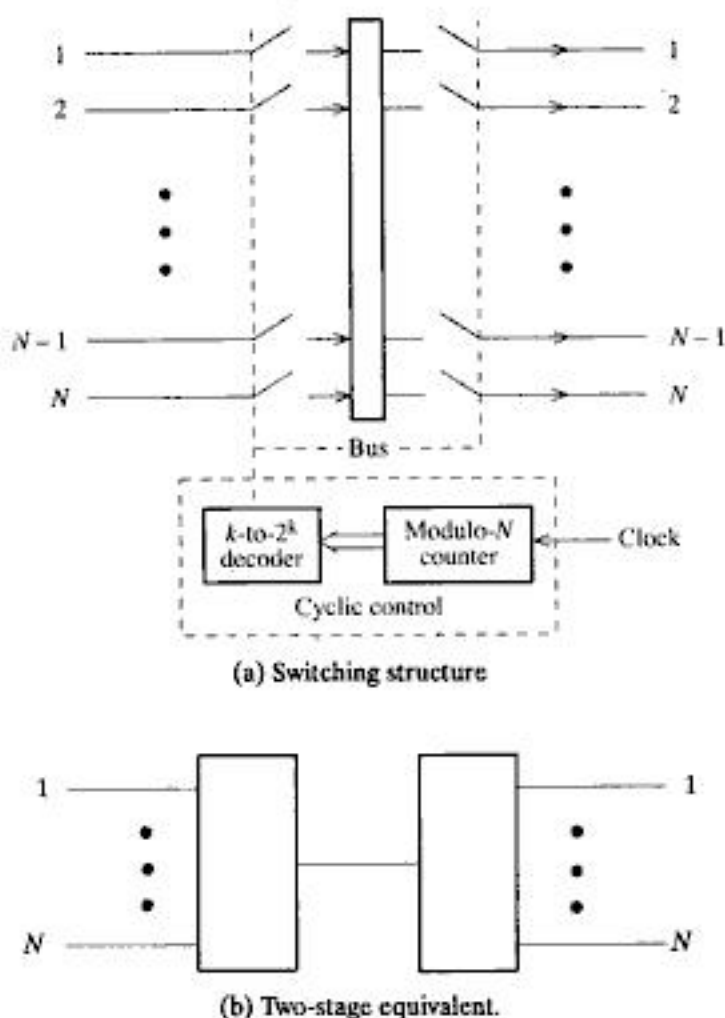 1 1
2 2
N – 1 N – 1
N N
Bus
k-to-2^k Modulo-N Clock
decoder counter
Cyclic control
(a) Switching structure
1 1
N N
(b) Two-stage equivalent.